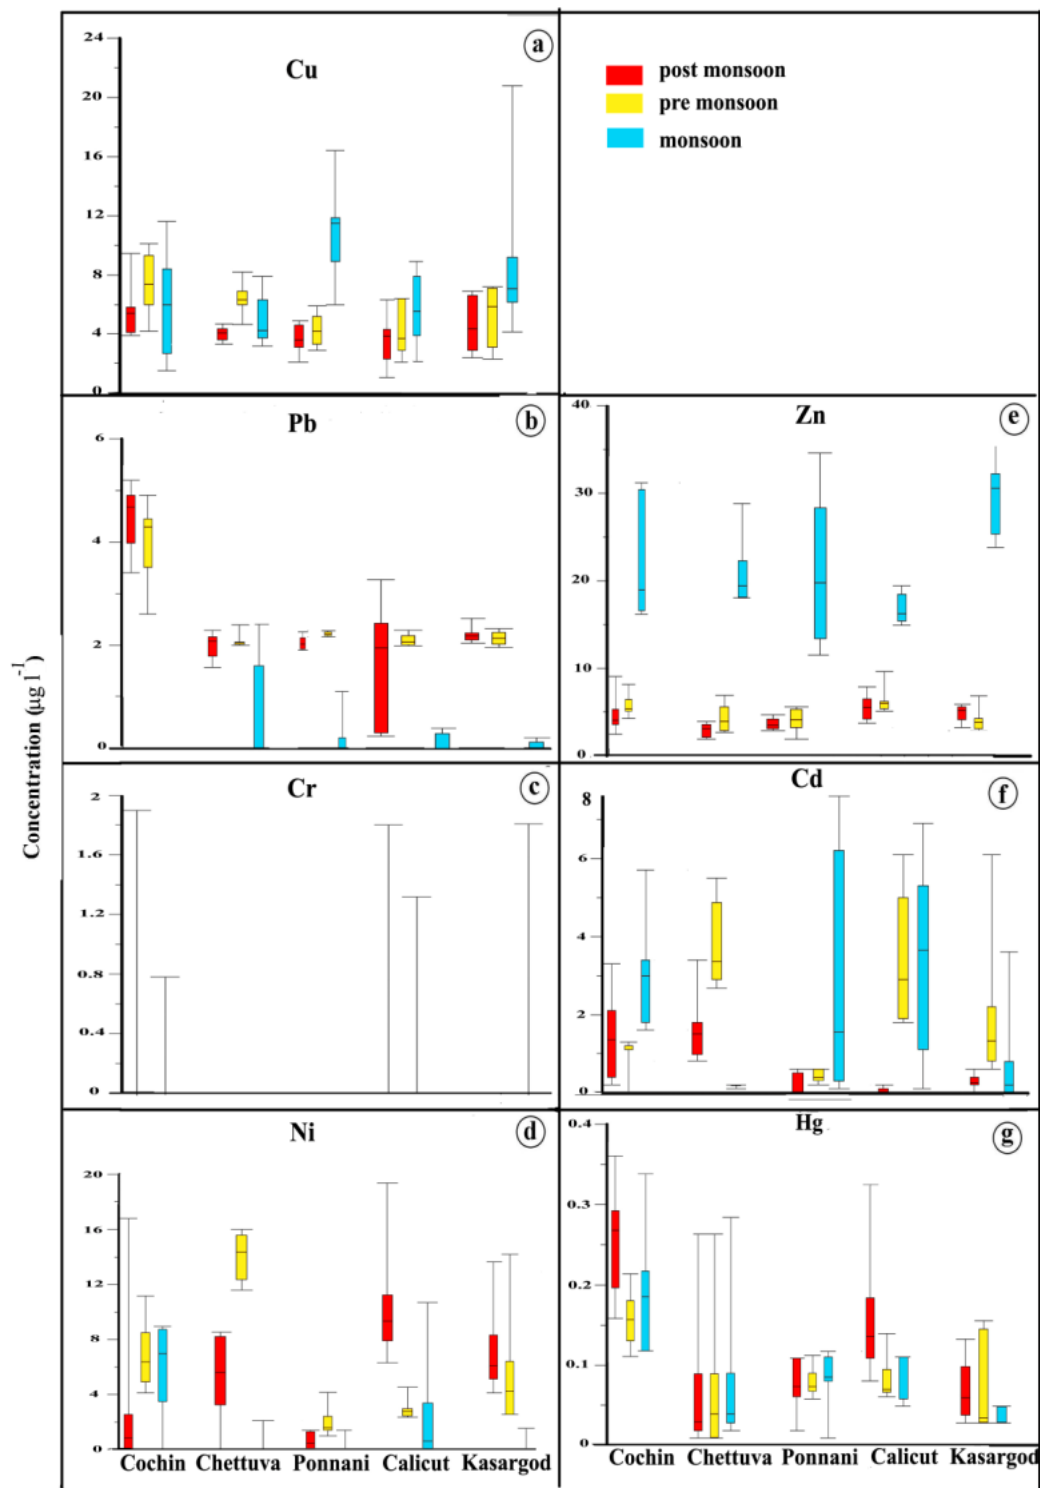 Concentration (µg l⁻¹)
a
Cu
24
20
16
12
8
4
0
post monsoon
pre monsoon
monsoon
b
Pb
6
4
2
0
e
Zn
40
30
20
10
0
c
Cr
2
1.6
1.2
0.8
0.4
0
f
Cd
8
6
4
2
0
d
Ni
20
16
12
8
4
0
Cochin Chettuva Ponnani Calicut Kasargod
g
Hg
0.4
0.3
0.2
0.1
0
Cochin Chettuva Ponnani Calicut Kasargod